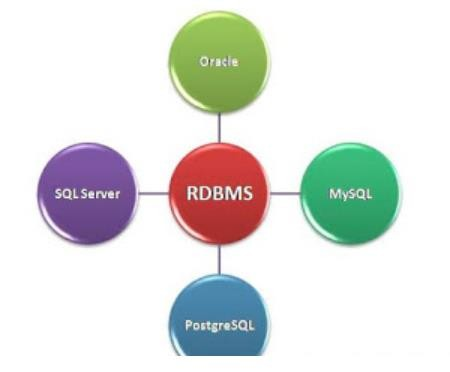 Oracle
SQL Server
RDBMS
MySQL
PostgreSQL